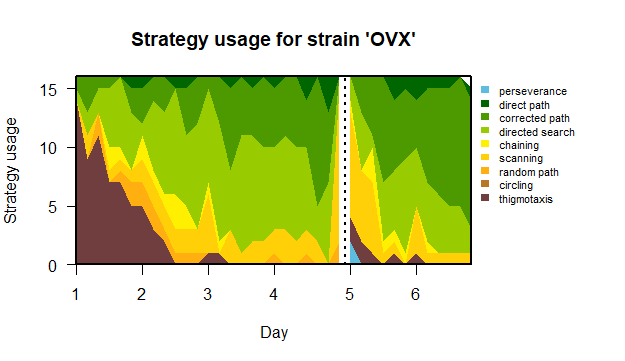 Strategy usage for strain 'OVX'
Strategy usage
15
10
5
0
1 2 3 4 5 6
Day
perseverance
direct path
corrected path
directed search
chaining
scanning
random path
circling
thigmotaxis